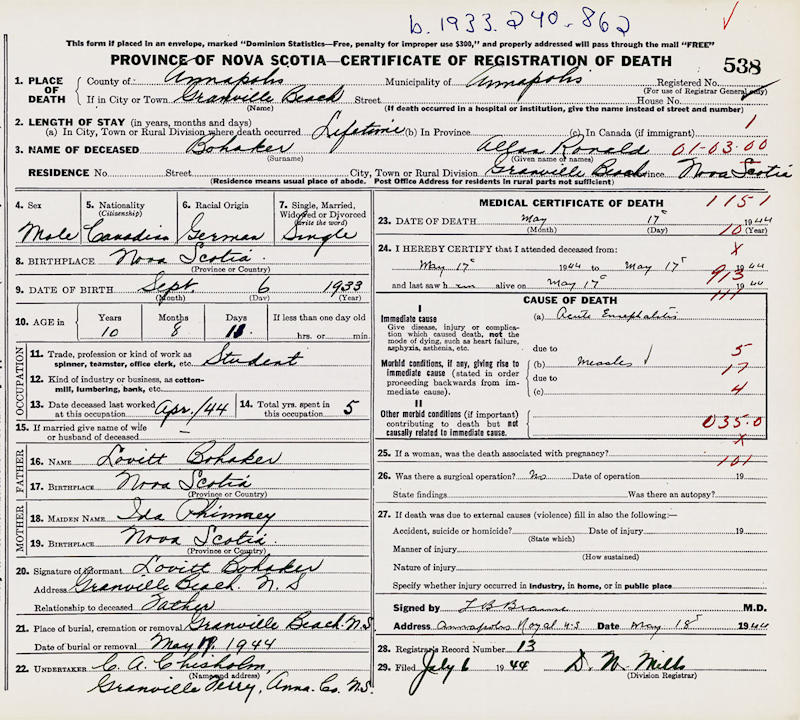 b. 1933. 240-862
This form if placed in an envelope, marked "Dominion Statistics—Free, penalty for improper use $300," and properly addressed will pass through the mail "FREE"
PROVINCE OF NOVA SCOTIA—CERTIFICATE OF REGISTRATION OF DEATH 538
1. PLACE OF DEATH
County of Annapolis Municipality of Annapolis Registered No.
(For use of Registrar General only)
If in City or Town Granville Beach Street House No.
(Name) (If death occurred in a hospital or institution, give the name instead of street and number)
2. LENGTH OF STAY (in years, months and days) 1
(a) In City, Town or Rural Division where death occurred Lifetime (b) In Province (c) In Canada (if immigrant)
3. NAME OF DECEASED Bohaker Allan Ronald 01-03-00
(Surname) (Given name or names)
RESIDENCE No. Street City, Town or Rural Division Granville Beach Province Nova Scotia
(Residence means usual place of abode. Post Office Address for residents in rural parts not sufficient)
4. Sex 5. Nationality (Citizenship) 6. Racial Origin 7. Single, Married, Widowed or Divorced (write the word)
Male Canadian German Single
8. BIRTHPLACE Nova Scotia
(Province or Country)
9. DATE OF BIRTH Sept. 6 1933
(Month) (Day) (Year)
10. AGE in Years Months Days If less than one day old
10 8 11 hrs. or min.
OCCUPATION
11. Trade, profession or kind of work as spinner, teamster, office clerk, etc. Student
12. Kind of industry or business, as cotton-mill, lumbering, bank, etc.
13. Date deceased last worked at this occupation Apr./44 14. Total yrs. spent in this occupation 5
15. If married give name of wife or husband of deceased –
FATHER
16. NAME Lovitt Bohaker
17. BIRTHPLACE Nova Scotia
(Province or Country)
MOTHER
18. MAIDEN NAME Ida Phinney
19. BIRTHPLACE Nova Scotia
(Province or Country)
20. Signature of informant Lovitt Bohaker
Address Granville Beach. N.S
Relationship to deceased Father
21. Place of burial, cremation or removal Granville Beach. N.S
Date of burial or removal May 1944
22. UNDERTAKER C. A. Chisholm,
(Name and address)
Granville Ferry, Anna. Co. N.S.
MEDICAL CERTIFICATE OF DEATH 1151
23. DATE OF DEATH May 17 1944
(Month) (Day) 10 (Year)
24. I HEREBY CERTIFY that I attended deceased from: X
May 17 1944 to May 17 1944
913
and last saw him alive on May 17 1944
111
CAUSE OF DEATH
I
Immediate cause
Give disease, injury or complication which caused death, not the mode of dying, such as heart failure, asphyxia, asthenia, etc.
(a) Acute Encephalitis
due to 5
Morbid conditions, if any, giving rise to immediate cause (stated in order proceeding backwards from immediate cause).
(b) Measles 17
due to
(c) 4
II
Other morbid conditions (if important) contributing to death but not causally related to immediate cause.
035.0
X
25. If a woman, was the death associated with pregnancy?
101
26. Was there a surgical operation? No Date of operation 19
State findings Was there an autopsy?
27. If death was due to external causes (violence) fill in also the following:—
Accident, suicide or homicide? Date of injury 19
(State which)
Manner of injury
(How sustained)
Nature of injury
Specify whether injury occurred in industry, in home, or in public place
Signed by M.D.
Address Annapolis Royal N.S Date May 18 1944
28. Registrar's Record Number 13
29. Filed July 6 1944 D. W. Mills
(Division Registrar)